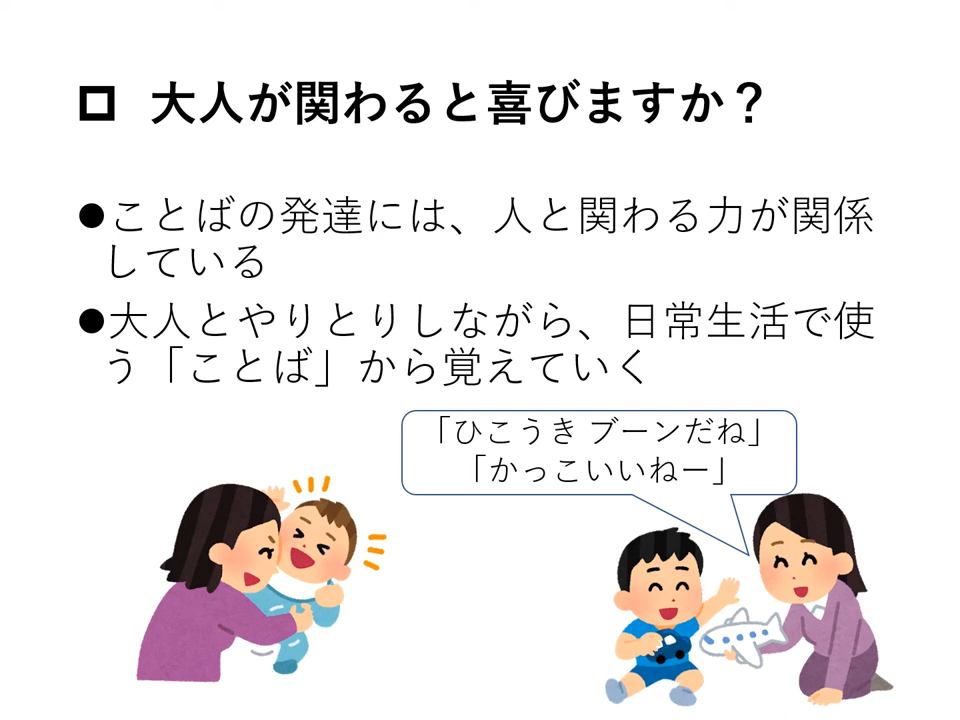 □ 大人が関わると喜びますか？
●ことばの発達には、人と関わる力が関係
している
●大人とやりとりしながら、日常生活で使
う「ことば」から覚えていく
「ひこうき ブーンだね」
「かっこいいねー」